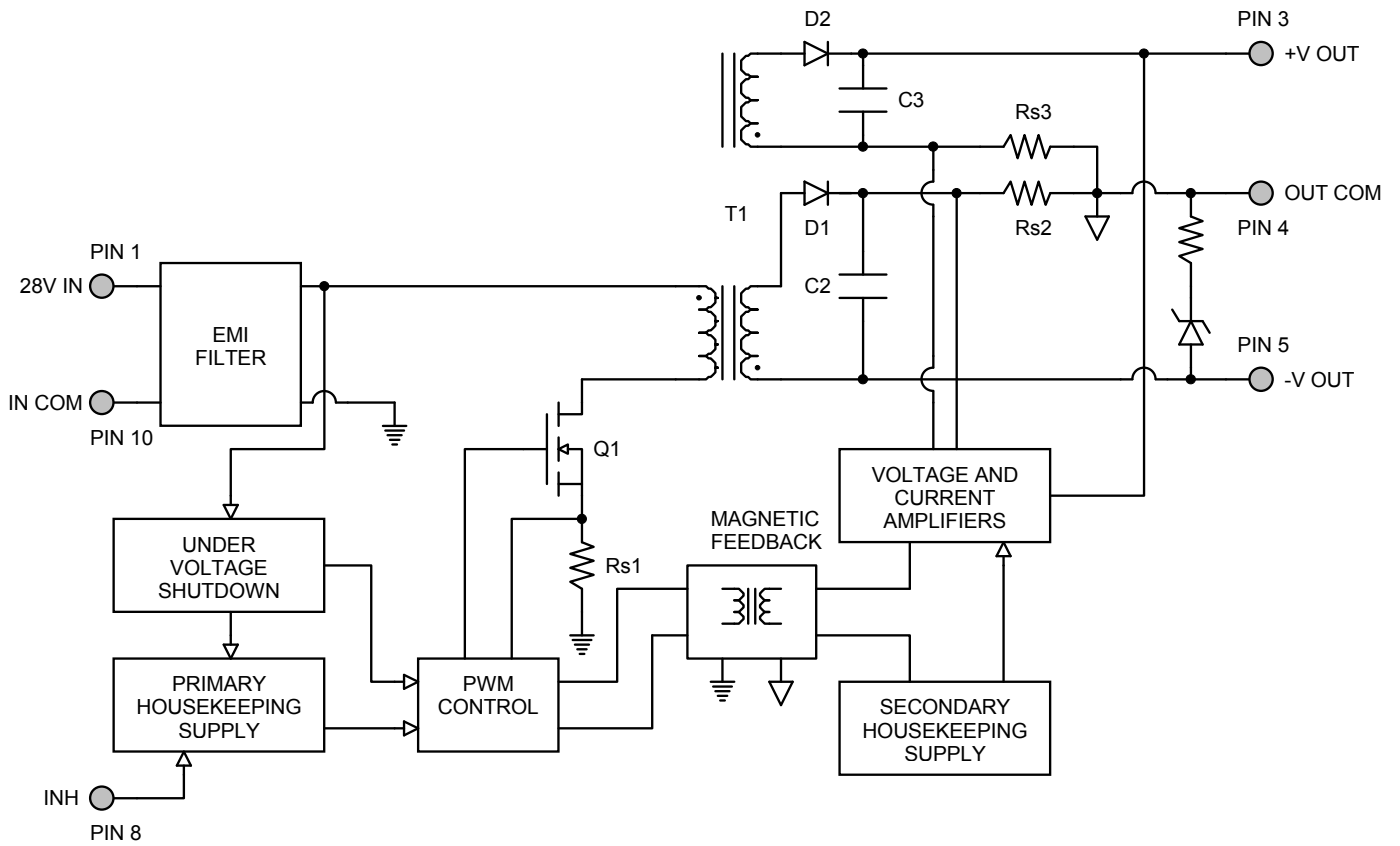 D2
PIN 3
+V OUT
C3
Rs3
T1
D1
Rs2
OUT COM
PIN 4
PIN 1
28V IN
EMI
FILTER
C2
PIN 5
-V OUT
IN COM
PIN 10
Q1
VOLTAGE AND
CURRENT
AMPLIFIERS
UNDER
VOLTAGE
SHUTDOWN
MAGNETIC
FEEDBACK
Rs1
PRIMARY
HOUSEKEEPING
SUPPLY
PWM
CONTROL
SECONDARY
HOUSEKEEPING
SUPPLY
INH
PIN 8